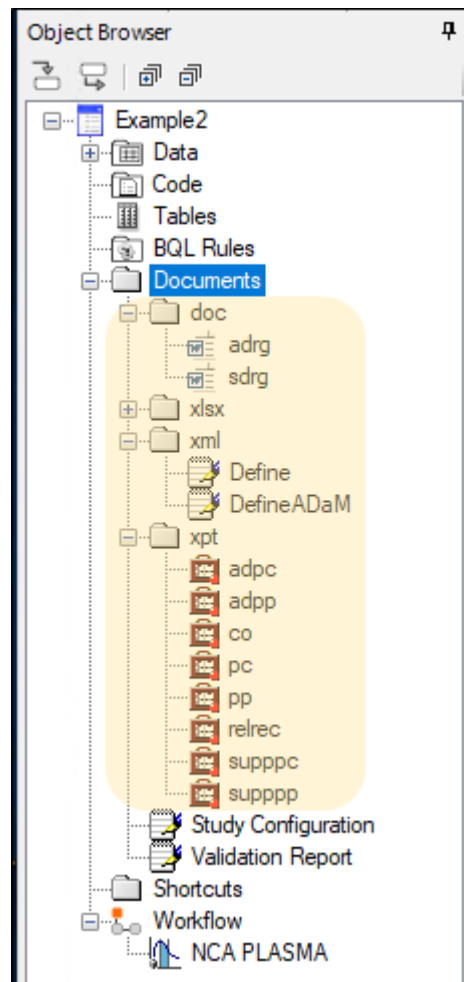 Object Browser
Example2
Data
Code
Tables
BQL Rules
Documents
doc
adrg
sdrg
xlsx
xml
Define
DefineADaM
xpt
adpc
adpp
co
pc
pp
relrec
supppc
supppp
Study Configuration
Validation Report
Shortcuts
Workflow
NCA PLASMA